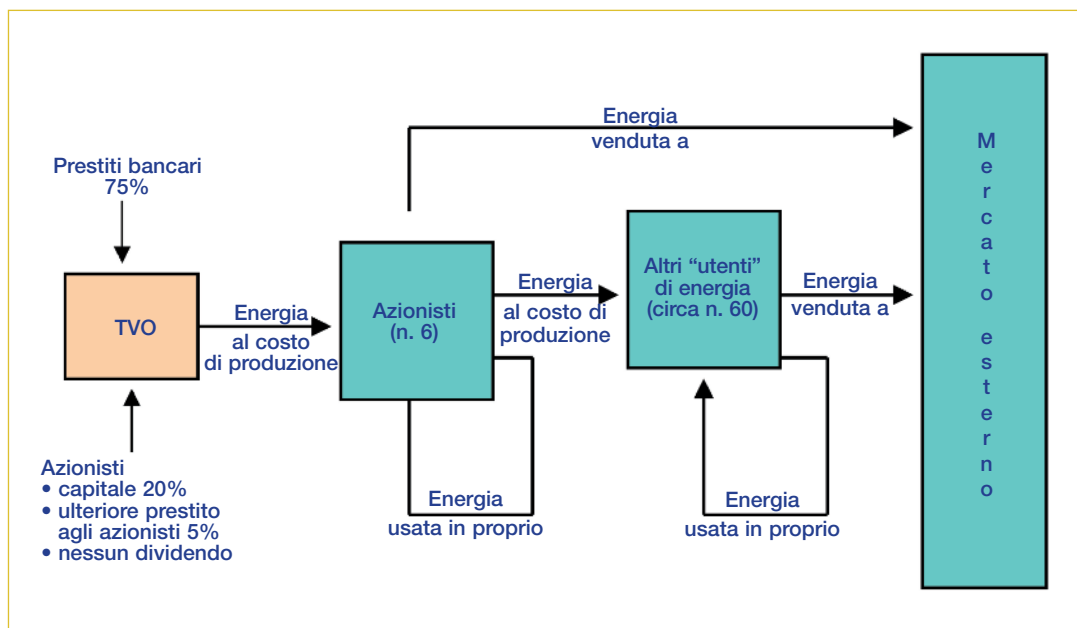 Energia
venduta a
Prestiti bancari
75%
TVO
Energia
al costo
di produzione
Azionisti
(n. 6)
Energia
al costo di
produzione
Altri “utenti”
di energia
(circa n. 60)
Energia
venduta a
Mercato esterno
Azionisti
• capitale 20%
• ulteriore prestito
agli azionisti 5%
• nessun dividendo
Energia
usata in proprio
Energia
usata in proprio